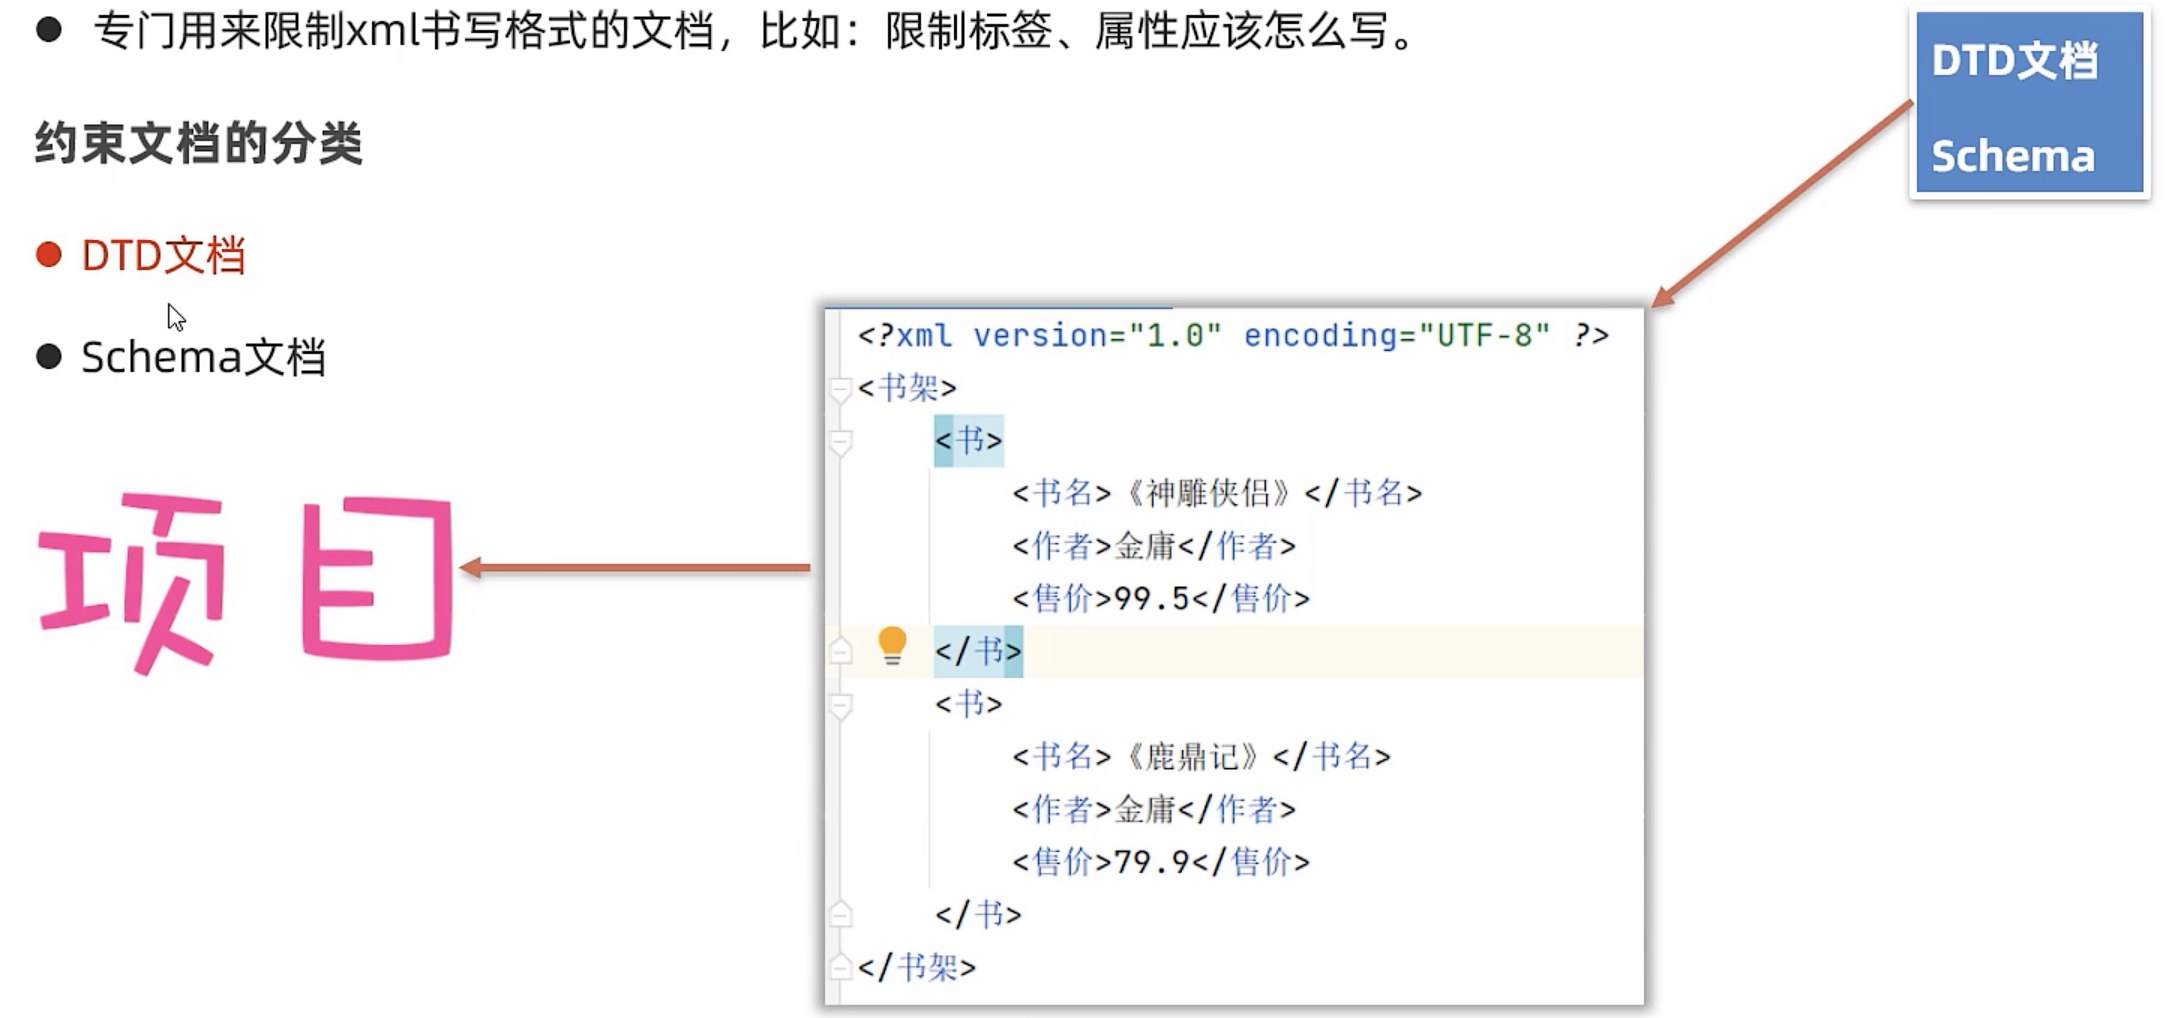 ● 专门用来限制xml书写格式的文档，比如：限制标签、属性应该怎么写。
约束文档的分类
● DTD文档
● Schema文档
项目
DTD文档
Schema
<?xml version="1.0" encoding="UTF-8" ?>
<书架>
<书>
<书名>《神雕侠侣》</书名>
<作者>金庸</作者>
<售价>99.5</售价>
</书>
<书>
<书名>《鹿鼎记》</书名>
<作者>金庸</作者>
<售价>79.9</售价>
</书>
</书架>